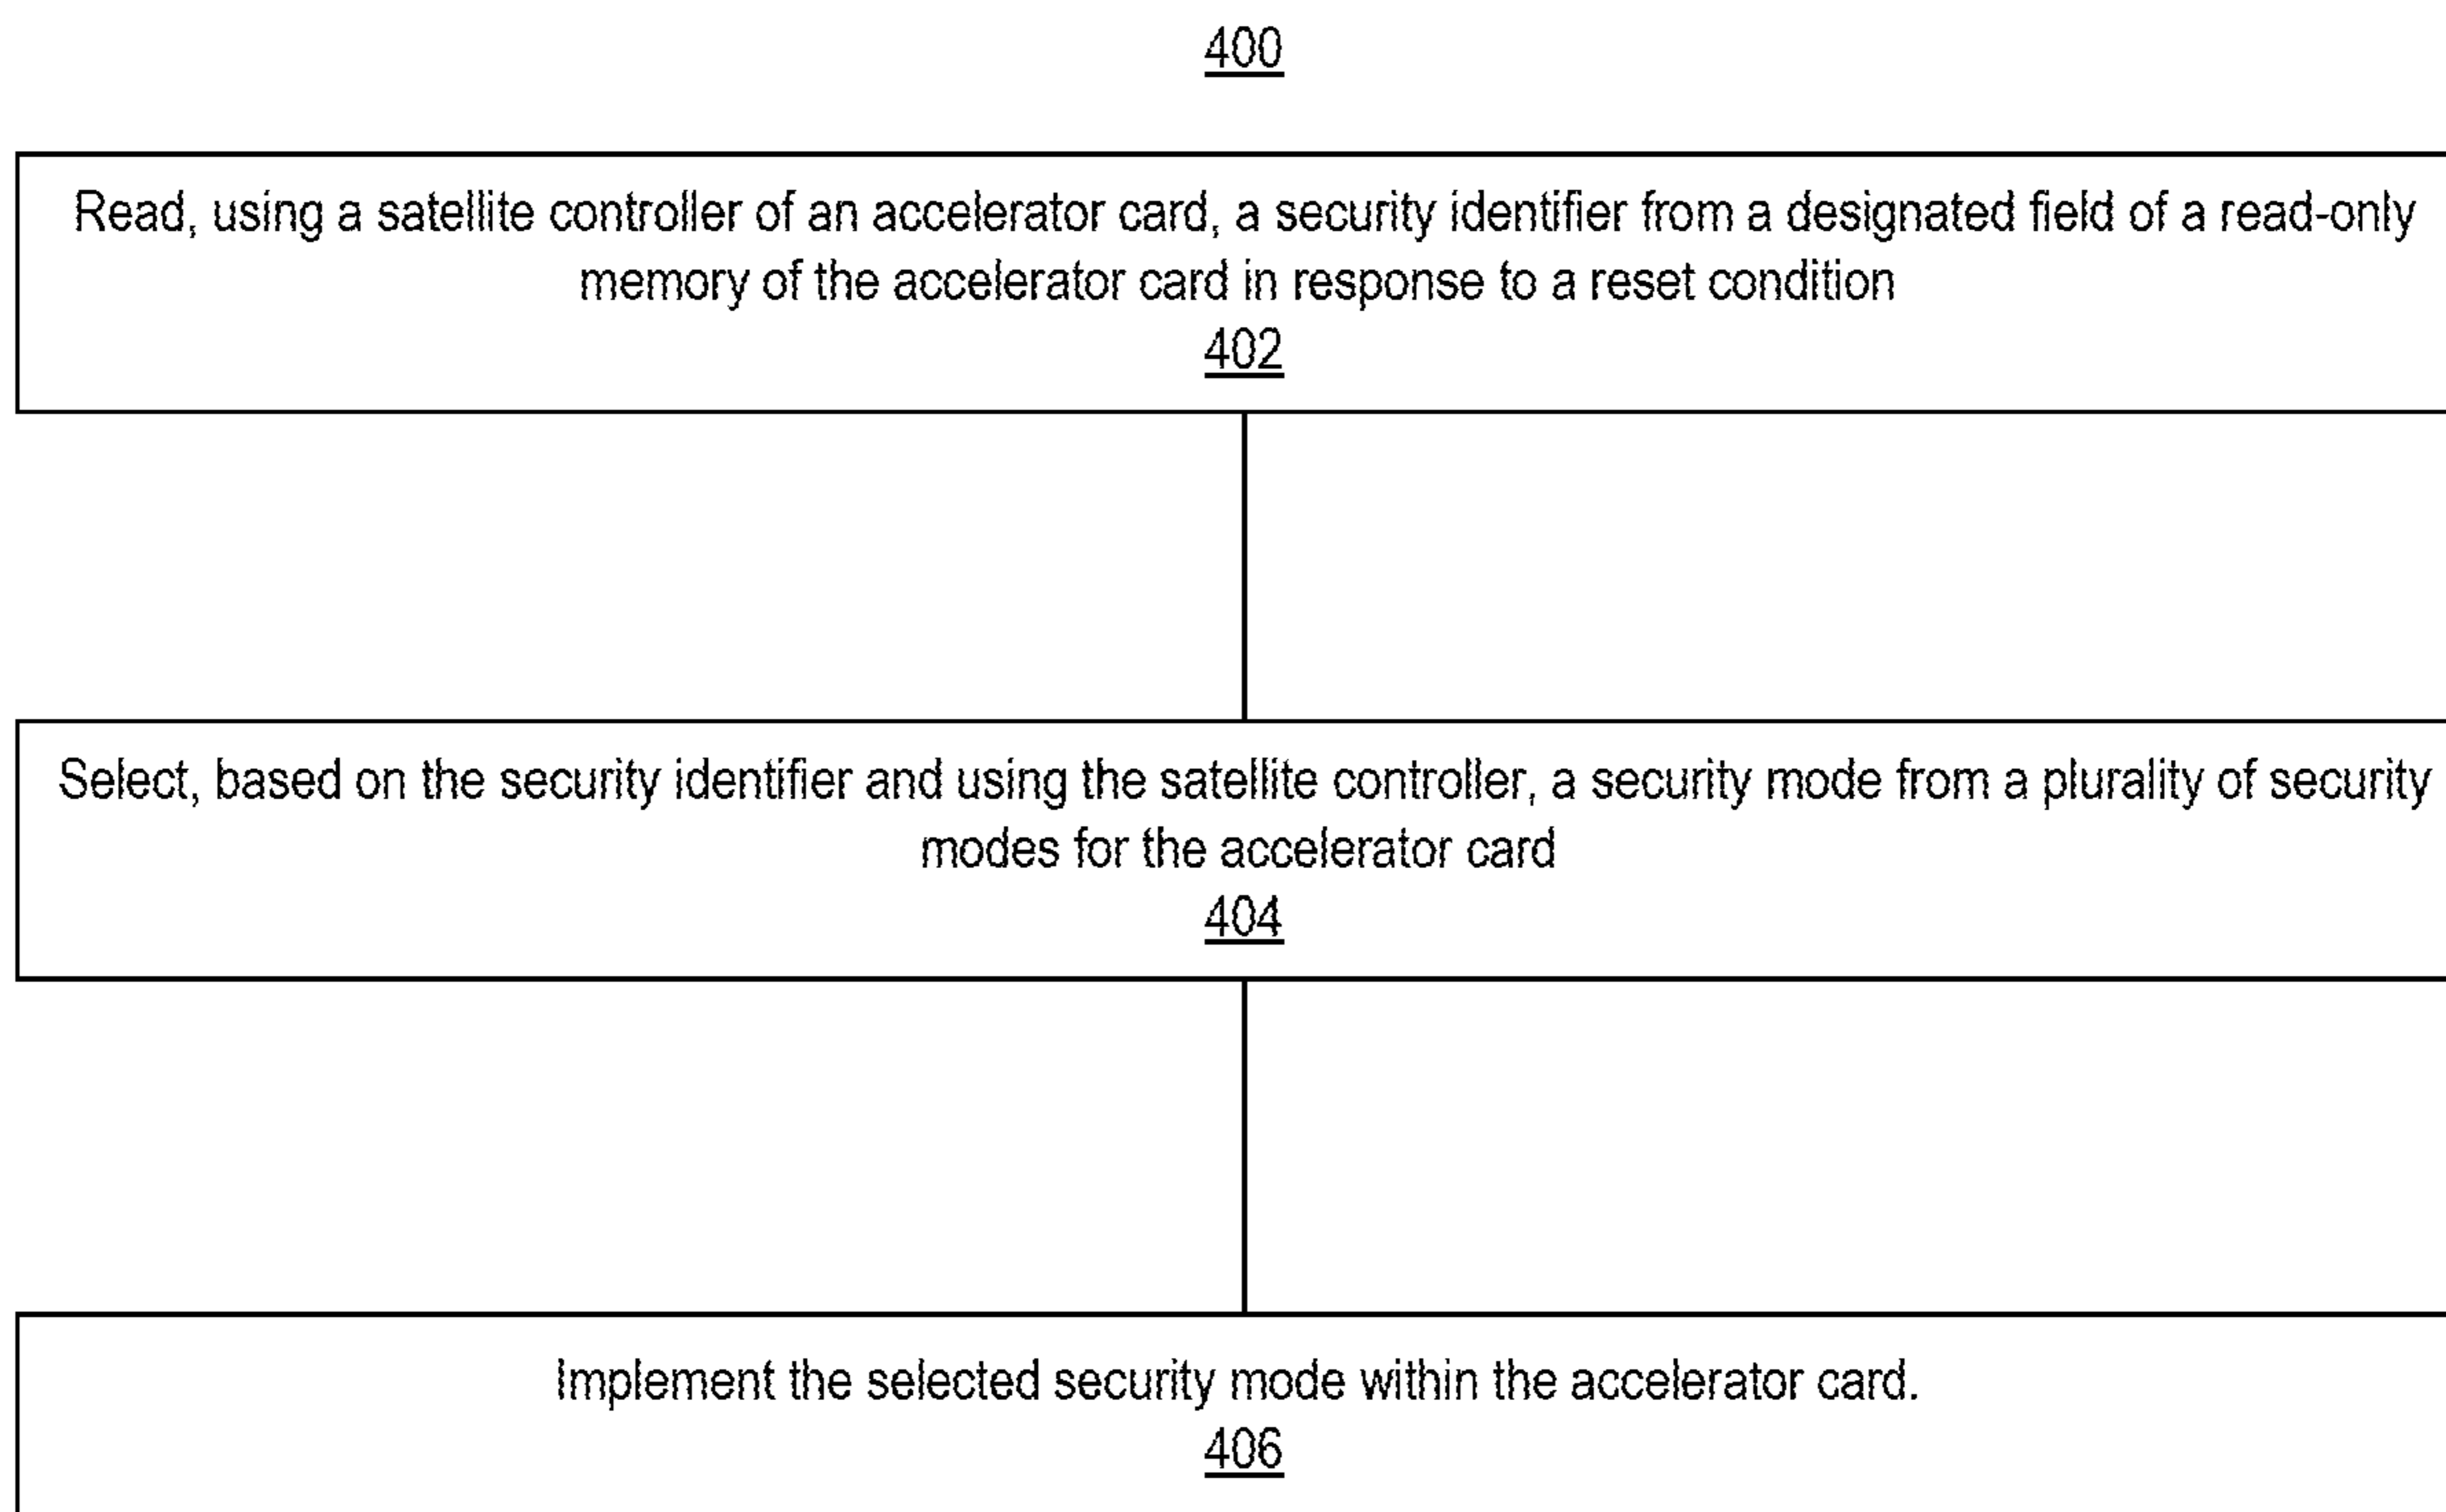 400
Read, using a satellite controller of an accelerator card, a security identifier from a designated field of a read-only
memory of the accelerator card in response to a reset condition
402
Select, based on the security identifier and using the satellite controller, a security mode from a plurality of security
modes for the accelerator card
404
Implement the selected security mode within the accelerator card.
406